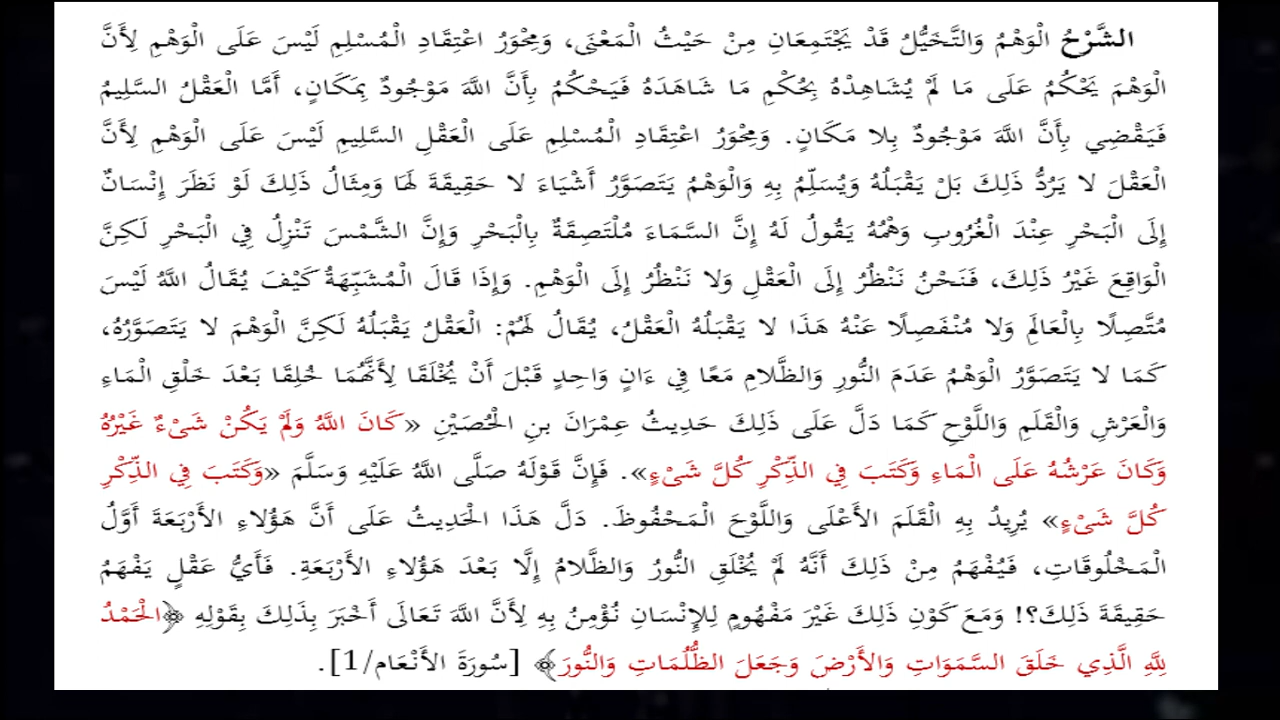 الشَّرْحُ الْوَهْمُ وَالتَّخَيُّلُ قَدْ يَجْتَمِعَانِ مِنْ حَيْثُ الْمَعْنَى، وَمِحْوَرُ اعْتِقَادِ الْمُسْلِمِ لَيْسَ عَلَى الْوَهْمِ لِأَنَّ
الْوَهْمَ يَحْكُمُ عَلَى مَا لَمْ يُشَاهِدْهُ بِحُكْمِ مَا شَاهَدَهُ فَيَحْكُمُ بِأَنَّ اللَّهَ مَوْجُودٌ بِمَكَانٍ، أَمَّا الْعَقْلُ السَّلِيمُ
فَيَقْضِي بِأَنَّ اللَّهَ مَوْجُودٌ بِلا مَكَانٍ. وَمِحْوَرُ اعْتِقَادِ الْمُسْلِمِ عَلَى الْعَقْلِ السَّلِيمِ لَيْسَ عَلَى الْوَهْمِ لِأَنَّ
الْعَقْلَ لا يَرُدُّ ذَلِكَ بَلْ يَقْبَلُهُ وَيُسَلِّمُ بِهِ وَالْوَهْمُ يَتَصَوَّرُ أَشْيَاءَ لا حَقِيقَةَ لَهَا وَمِثَالُ ذَلِكَ لَوْ نَظَرَ إِنْسَانٌ
إِلَى الْبَحْرِ عِنْدَ الْغُرُوبِ وَهْمُهُ يَقُولُ لَهُ إِنَّ السَّمَاءَ مُلْتَصِقَةٌ بِالْبَحْرِ وَإِنَّ الشَّمْسَ تَنْزِلُ فِي الْبَحْرِ لَكِنَّ
الْوَاقِعَ غَيْرُ ذَلِكَ، فَنَحْنُ نَنْظُرُ إِلَى الْعَقْلِ وَلا نَنْظُرُ إِلَى الْوَهْمِ. وَإِذَا قَالَ الْمُشَبِّهَةُ كَيْفَ يُقَالُ اللَّهُ لَيْسَ
مُتَّصِلًا بِالْعَالَمِ وَلا مُنْفَصِلًا عَنْهُ هَذَا لا يَقْبَلُهُ الْعَقْلُ، يُقَالُ لَهُمْ: الْعَقْلُ يَقْبَلُهُ لَكِنَّ الْوَهْمَ لا يَتَصَوَّرُهُ،
كَمَا لا يَتَصَوَّرُ الْوَهْمُ عَدَمَ النُّورِ وَالظَّلامِ مَعًا فِي ءَانٍ وَاحِدٍ قَبْلَ أَنْ يُخْلَقَا لِأَنَّهُمَا خُلِقَا بَعْدَ خَلْقِ الْمَاءِ
وَالْعَرْشِ وَالْقَلَمِ وَاللَّوْحِ كَمَا دَلَّ عَلَى ذَلِكَ حَدِيثُ عِمْرَانَ بنِ الْحُصَيْنِ «كَانَ اللَّهُ وَلَمْ يَكُنْ شَىْءٌ غَيْرُهُ
وَكَانَ عَرْشُهُ عَلَى الْمَاءِ وَكَتَبَ فِي الذِّكْرِ كُلَّ شَىْءٍ». فَإِنَّ قَوْلَهُ صَلَّى اللَّهُ عَلَيْهِ وَسَلَّمَ «وَكَتَبَ فِي الذِّكْرِ
كُلَّ شَىْءٍ» يُرِيدُ بِهِ الْقَلَمَ الأَعْلَى وَاللَّوْحَ الْمَحْفُوظَ. دَلَّ هَذَا الْحَدِيثُ عَلَى أَنَّ هَؤُلاءِ الأَرْبَعَةَ أَوَّلُ
الْمَخْلُوقَاتِ، فَيُفْهَمُ مِنْ ذَلِكَ أَنَّهُ لَمْ يُخْلَقِ النُّورُ وَالظَّلامُ إِلَّا بَعْدَ هَؤُلاءِ الأَرْبَعَةِ. فَأَيُّ عَقْلٍ يَفْهَمُ
حَقِيقَةَ ذَلِكَ؟! وَمَعَ كَوْنِ ذَلِكَ غَيْرَ مَفْهُومٍ لِلإِنْسَانِ نُؤْمِنُ بِهِ لِأَنَّ اللَّهَ تَعَالَى أَخْبَرَ بِذَلِكَ بِقَوْلِهِ ﴿الْحَمْدُ
لِلَّهِ الَّذِي خَلَقَ السَّمَوَاتِ وَالأَرْضَ وَجَعَلَ الظُّلُمَاتِ وَالنُّورَ﴾ [سُورَةَ الأَنْعَام/1].